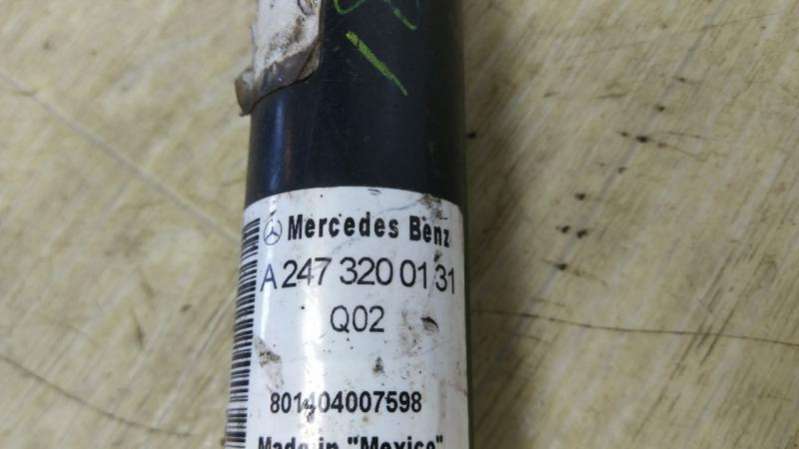 Mercedes Benz
A 247 320 01 31
Q02
801404007598
Made in "Mexico"